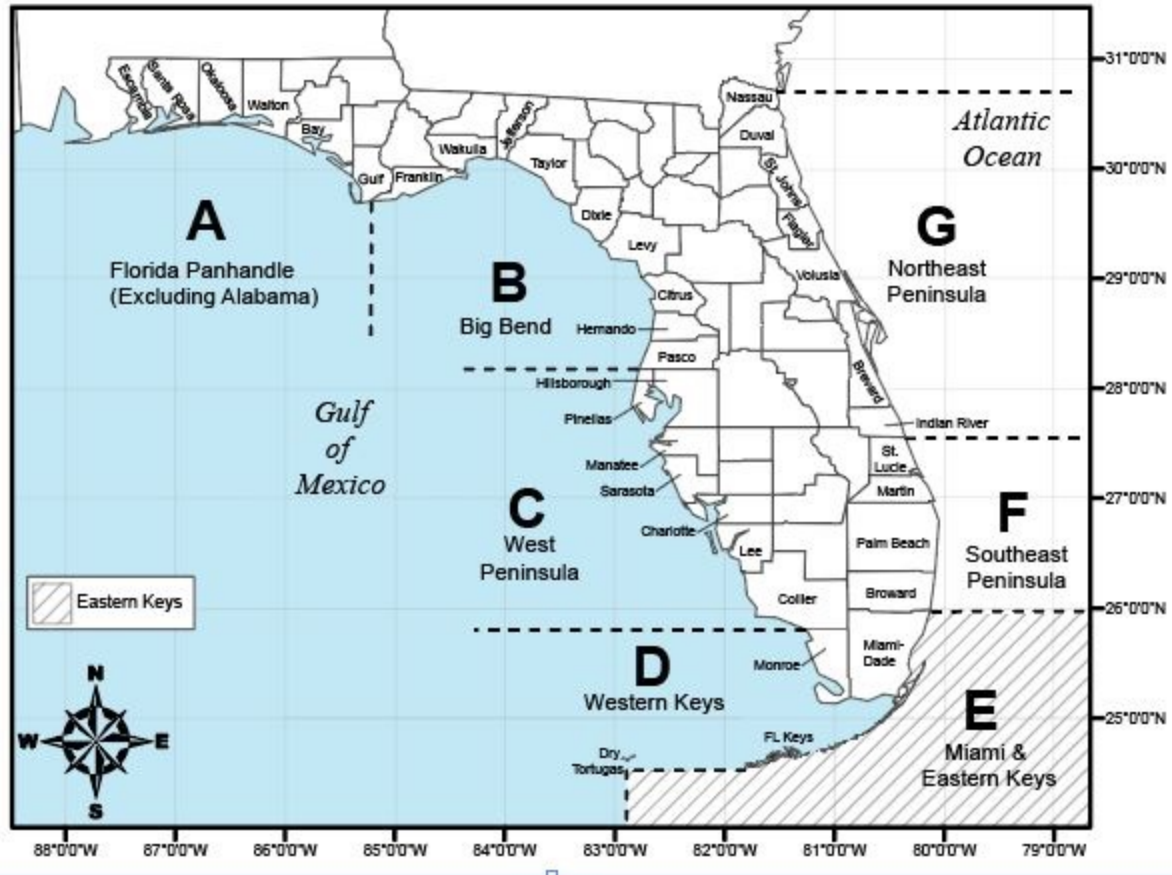 Escambia
Santa Rosa
Okaloosa
Walton
Bay
Gulf
Franklin
Wakulla
Jefferson
Taylor
Dixie
Levy
Citrus
Hernando
Pasco
Hillsborough
Pinellas
Manatee
Sarasota
Charlotte
Lee
Collier
Monroe
FL Keys
Dry
Tortugas
Nassau
Duval
St. Johns
Flagler
Volusia
Brevard
Indian River
St.
Lucie
Martin
Palm Beach
Broward
Miami-
Dade
A
Florida Panhandle
(Excluding Alabama)
B
Big Bend
C
West
Peninsula
D
Western Keys
E
Miami &
Eastern Keys
F
Southeast
Peninsula
G
Northeast
Peninsula
Atlantic
Ocean
Gulf
of
Mexico
Eastern Keys
N
W
E
S
31°0'0"N
30°0'0"N
29°0'0"N
28°0'0"N
27°0'0"N
26°0'0"N
25°0'0"N
88°0'0"W
87°0'0"W
86°0'0"W
85°0'0"W
84°0'0"W
83°0'0"W
82°0'0"W
81°0'0"W
80°0'0"W
79°0'0"W